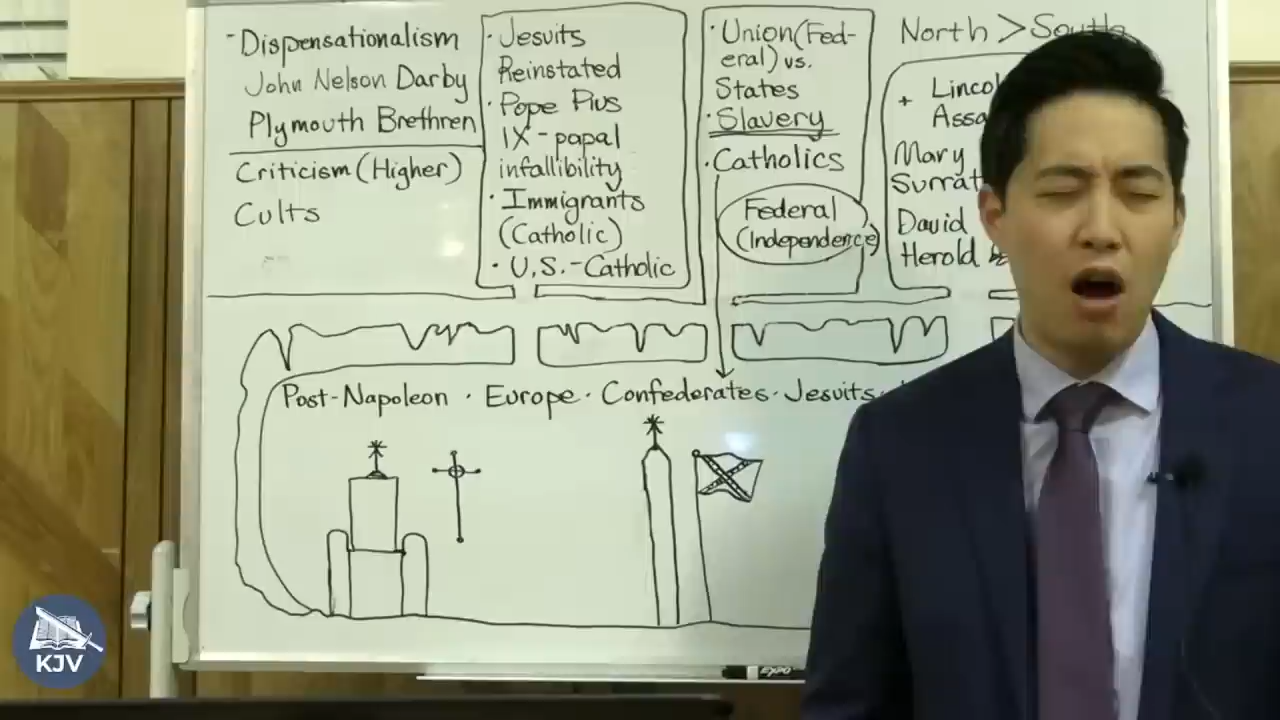 - Dispensationalism
John Nelson Darby
Plymouth Brethren
Criticism (Higher)
Cults
· Jesuits
Reinstated
· Pope Pius
IX - papal
infallibility
· Immigrants
(Catholic)
· U.S.-Catholic
· Union (Fed-
eral) vs.
States
· Slavery
· Catholics
Federal
(Independence)
North > South
+ Lincol
Assa
Mary
Surrat
David
Herold
Post-Napoleon · Europe · Confederates · Jesuits ·
EXPO
KJV